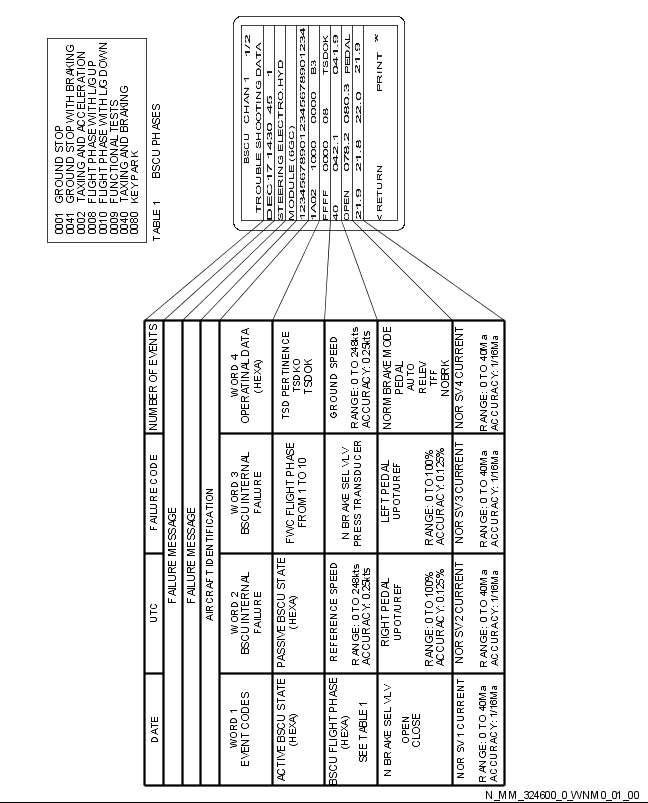 0001 GROUND STOP
0041 GROUND STOP WITH BRAKING
0002 TAXIING AND ACCELERATION
0008 FLIGHT PHASE WITH L/G UP
0010 FLIGHT PHASE WITH L/G DOWN
0009 FUNCTIONAL TESTS
0040 TAXIING AND BRAKING
0080 KEY PARK
TABLE 1 BSCU PHASES
BSCU CHAN 1 1/2
TROUBLE SHOOTING DATA
DEC 17 1430 45 1
STEERING ELECTRO.HYD
MODULE (6GC)
123456789012345678901234
1A02 1000 0000 B3
FFFF 0000 08 TSDOK
40 042.1 041.9
OPEN 078.2 080.3 PEDAL
21.9 21.8 22.0 21.9
<RETURN PRINT *
DATE UTC FAILURE CODE NUMBER OF EVENTS
FAILURE MESSAGE
FAILURE MESSAGE
AIRCRAFT IDENTIFICATION
WORD 1
EVENT CODES
WORD 2
BSCU INTERNAL
FAILURE
WORD 3
BSCU INTERNAL
FAILURE
WORD 4
OPERATINAL DATA
(HEXA)
ACTIVE BSCU STATE
(HEXA)
PASSIVE BSCU STATE
(HEXA)
FWC FLIGHT PHASE
FROM 1 TO 10
TSD PERTINENCE
TSDKO
TSDOK
BSCU FLIGHT PHASE
(HEXA)
SEE TABLE 1
REFERENCE SPEED
RANGE: 0 TO 248kts
ACCURACY: 0.25kts
N BRAKE SEL VLV
PRESS TRANSDUCER
GROUND SPEED
RANGE: 0 TO 248kts
ACCURACY: 0.25kts
N BRAKE SEL VLV
OPEN
CLOSE
RIGHT PEDAL
UPOT/UREF
RANGE: 0 TO 100%
ACCURACY: 0.125%
LEFT PEDAL
UPOT/UREF
RANGE: 0 TO 100%
ACCURACY: 0.125%
NORM BRAKE MODE
PEDAL
AUTO
RELEV
TFF
NOBRK
NOR SV1 CURRENT
RANGE: 0 TO 40Ma
ACCURACY: 1/16Ma
NOR SV2 CURRENT
RANGE: 0 TO 40Ma
ACCURACY: 1/16Ma
NOR SV3 CURRENT
RANGE: 0 TO 40Ma
ACCURACY: 1/16Ma
NOR SV4 CURRENT
RANGE: 0 TO 40Ma
ACCURACY: 1/16Ma
N_MM_324600_0_WNM0_01_00